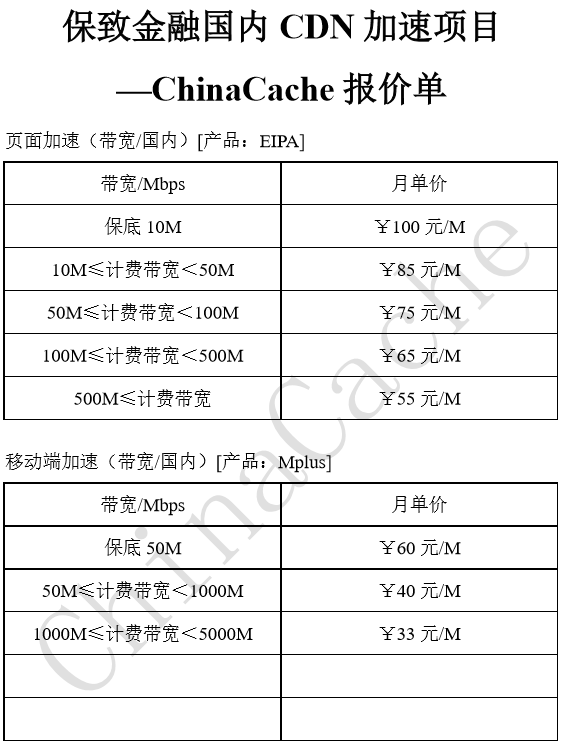 保致金融国内 CDN 加速项目
—ChinaCache 报价单
页面加速（带宽/国内）[产品：EIPA]
带宽/Mbps 月单价
保底 10M ￥100 元/M
10M≤计费带宽＜50M ￥85 元/M
50M≤计费带宽＜100M ￥75 元/M
100M≤计费带宽＜500M ￥65 元/M
500M≤计费带宽 ￥55 元/M
移动端加速（带宽/国内）[产品：Mplus]
带宽/Mbps 月单价
保底 50M ￥60 元/M
50M≤计费带宽＜1000M ￥40 元/M
1000M≤计费带宽＜5000M ￥33 元/M
ChinaCache